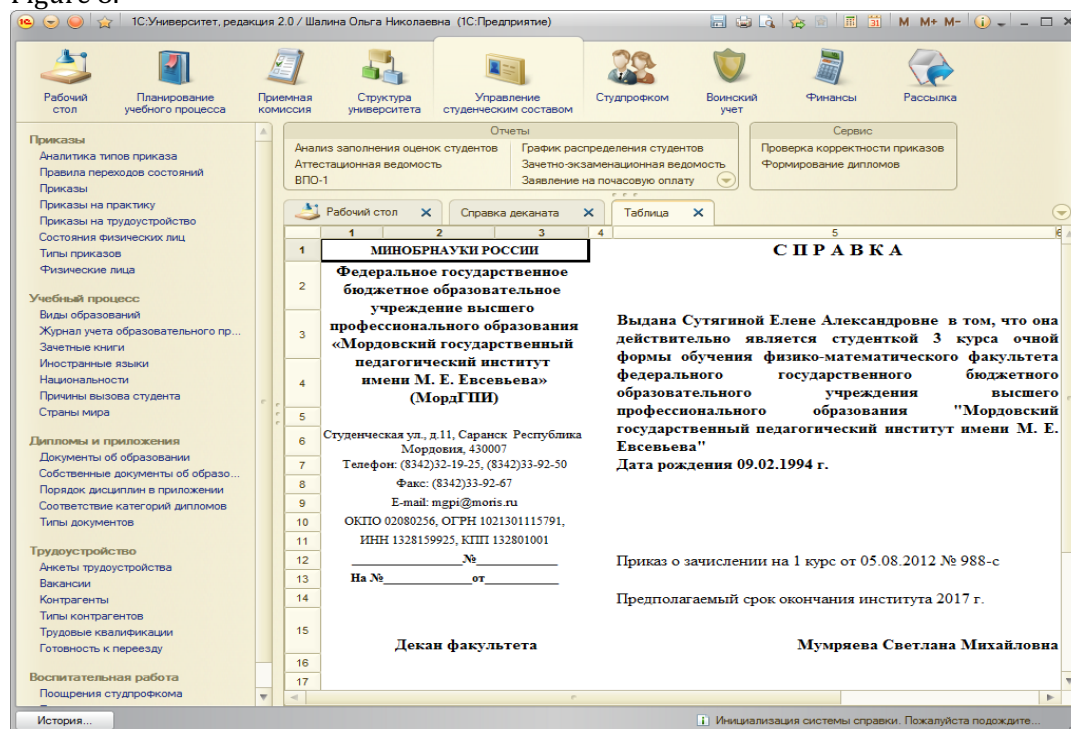 Figure 8.
1С:Университет, редакция 2.0 / Шалина Ольга Николаевна (1С:Предприятие)
M M+ M-
Рабочий стол
Планирование учебного процесса
Приемная комиссия
Структура университета
Управление студенческим составом
Студпрофком
Воинский учет
Финансы
Рассылка
Приказы
Аналитика типов приказа
Правила переходов состояний
Приказы
Приказы на практику
Приказы на трудоустройство
Состояния физических лиц
Типы приказов
Физические лица
Учебный процесс
Виды образований
Журнал учета образовательного пр...
Зачетные книги
Иностранные языки
Национальности
Причины вызова студента
Страны мира
Дипломы и приложения
Документы об образовании
Собственные документы об образо...
Порядок дисциплин в приложении
Соответствие категорий дипломов
Типы документов
Трудоустройство
Анкеты трудоустройства
Вакансии
Контрагенты
Типы контрагентов
Трудовые квалификации
Готовность к переезду
Воспитательная работа
Поощрения студпрофкома
История...
Отчеты
Анализ заполнения оценок студентов
График распределения студентов
Аттестационная ведомость
Зачетно-экзаменационная ведомость
ВПО-1
Заявление на почасовую оплату
Сервис
Проверка корректности приказов
Формирование дипломов
Рабочий стол
Справка деканата
Таблица
1 2 3 4 5 6
1
2
3
4
5
6
7
8
9
10
11
12
13
14
15
16
17
МИНОБРНАУКИ РОССИИ
Федеральное государственное
бюджетное образовательное
учреждение высшего
профессионального образования
«Мордовский государственный
педагогический институт
имени М. Е. Евсевьева»
(МордГПИ)
Студенческая ул., д.11, Саранск Республика
Мордовия, 430007
Телефон: (8342)32-19-25, (8342)33-92-50
Факс: (8342)33-92-67
E-mail: mgpi@moris.ru
ОКПО 02080256, ОГРН 1021301115791,
ИНН 1328159925, КПП 132801001
____________№____________
На №____________от__________
Декан факультета
С П Р А В К А
Выдана Сутягиной Елене Александровне в том, что она
действительно является студенткой 3 курса очной
формы обучения физико-математического факультета
федерального государственного бюджетного
образовательного учреждения высшего
профессионального образования "Мордовский
государственный педагогический институт имени М. Е.
Евсевьева"
Дата рождения 09.02.1994 г.
Приказ о зачислении на 1 курс от 05.08.2012 № 988-с
Предполагаемый срок окончания института 2017 г.
Мумряева Светлана Михайловна
Инициализация системы справки. Пожалуйста подождите...